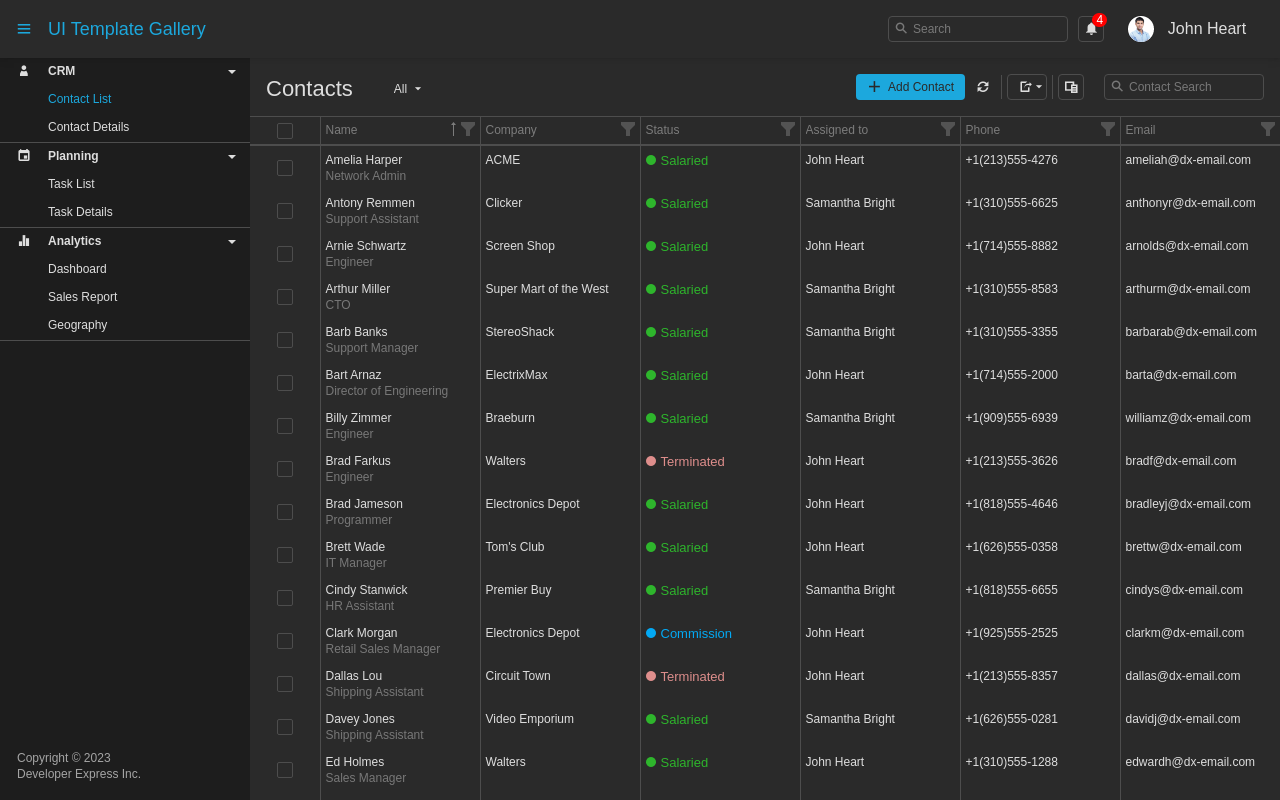 UI Template Gallery
Search
4
John Heart
CRM
Contact List
Contact Details
Planning
Task List
Task Details
Analytics
Dashboard
Sales Report
Geography
Copyright © 2023
Developer Express Inc.
Contacts
All
Add Contact
Contact Search
Name Company Status Assigned to Phone Email
Amelia Harper ACME Salaried John Heart +1(213)555-4276 ameliah@dx-email.com
Network Admin
Antony Remmen Clicker Salaried Samantha Bright +1(310)555-6625 anthonyr@dx-email.com
Support Assistant
Arnie Schwartz Screen Shop Salaried John Heart +1(714)555-8882 arnolds@dx-email.com
Engineer
Arthur Miller Super Mart of the West Salaried Samantha Bright +1(310)555-8583 arthurm@dx-email.com
CTO
Barb Banks StereoShack Salaried Samantha Bright +1(310)555-3355 barbarab@dx-email.com
Support Manager
Bart Arnaz ElectrixMax Salaried John Heart +1(714)555-2000 barta@dx-email.com
Director of Engineering
Billy Zimmer Braeburn Salaried Samantha Bright +1(909)555-6939 williamz@dx-email.com
Engineer
Brad Farkus Walters Terminated John Heart +1(213)555-3626 bradf@dx-email.com
Engineer
Brad Jameson Electronics Depot Salaried John Heart +1(818)555-4646 bradleyj@dx-email.com
Programmer
Brett Wade Tom's Club Salaried John Heart +1(626)555-0358 brettw@dx-email.com
IT Manager
Cindy Stanwick Premier Buy Salaried Samantha Bright +1(818)555-6655 cindys@dx-email.com
HR Assistant
Clark Morgan Electronics Depot Commission John Heart +1(925)555-2525 clarkm@dx-email.com
Retail Sales Manager
Dallas Lou Circuit Town Terminated John Heart +1(213)555-8357 dallas@dx-email.com
Shipping Assistant
Davey Jones Video Emporium Salaried Samantha Bright +1(626)555-0281 davidj@dx-email.com
Shipping Assistant
Ed Holmes Walters Salaried John Heart +1(310)555-1288 edwardh@dx-email.com
Sales Manager